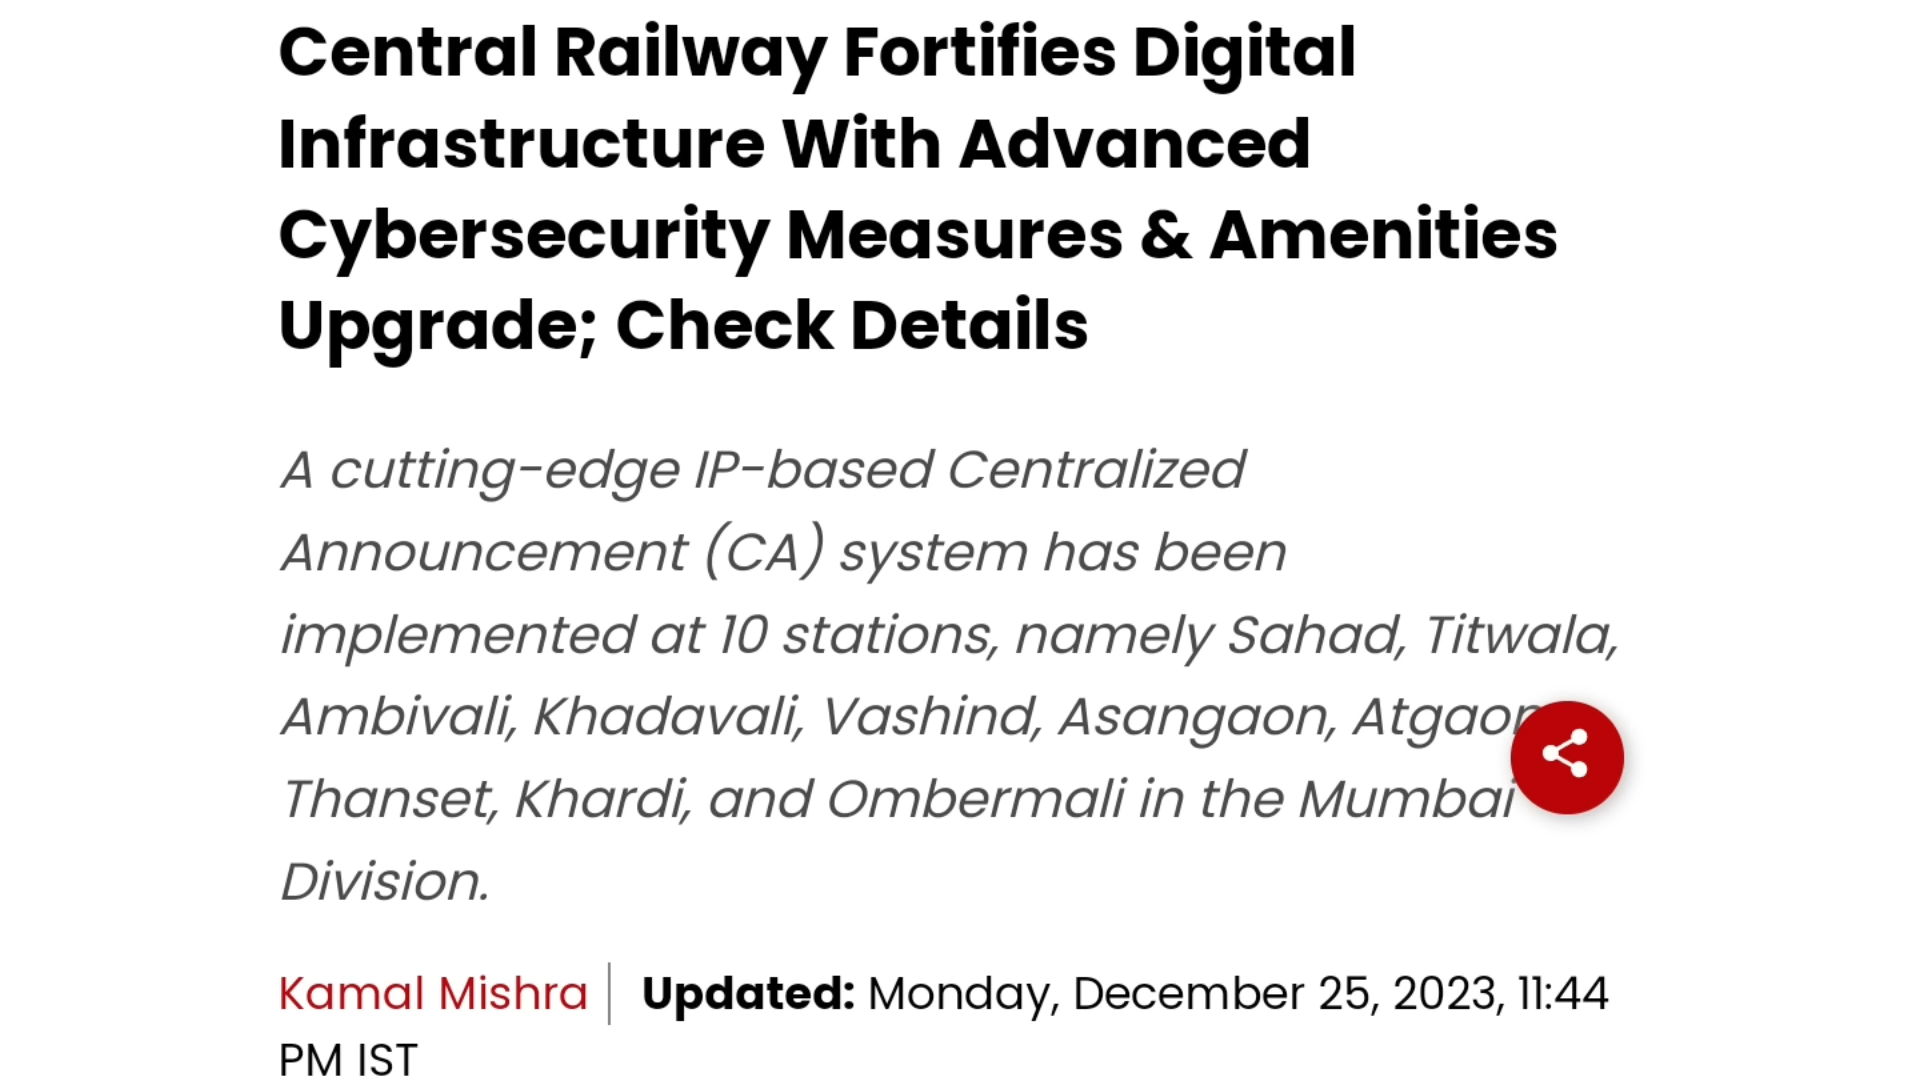 Central Railway Fortifies Digital
Infrastructure With Advanced
Cybersecurity Measures & Amenities
Upgrade; Check Details
A cutting-edge IP-based Centralized
Announcement (CA) system has been
implemented at 10 stations, namely Sahad, Titwala,
Ambivali, Khadavali, Vashind, Asangaon,
Thanset, Khardi, and Ombermali in the Mumbai
Division.
Kamal Mishra | Updated: Monday, December 25, 2023, 11:44
PM IST